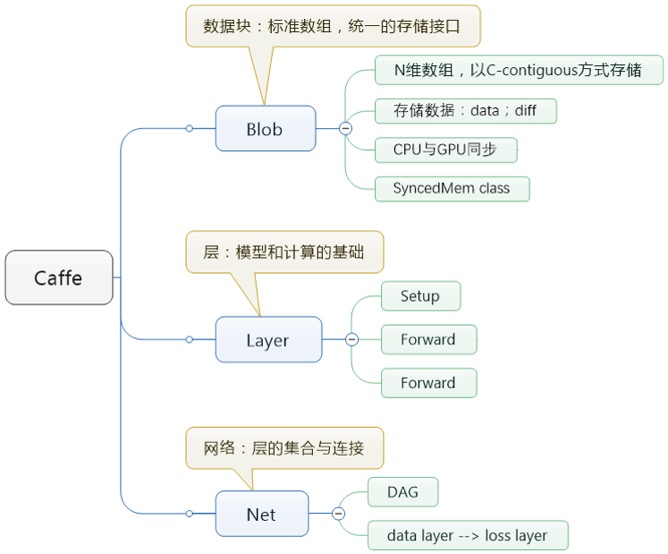 数据块：标准数组，统一的存储接口
N维数组，以C-contiguous方式存储
存储数据：data；diff
Blob
CPU与GPU同步
SyncedMem class
层：模型和计算的基础
Caffe
Setup
Layer
Forward
Forward
网络：层的集合与连接
DAG
Net
data layer --> loss layer